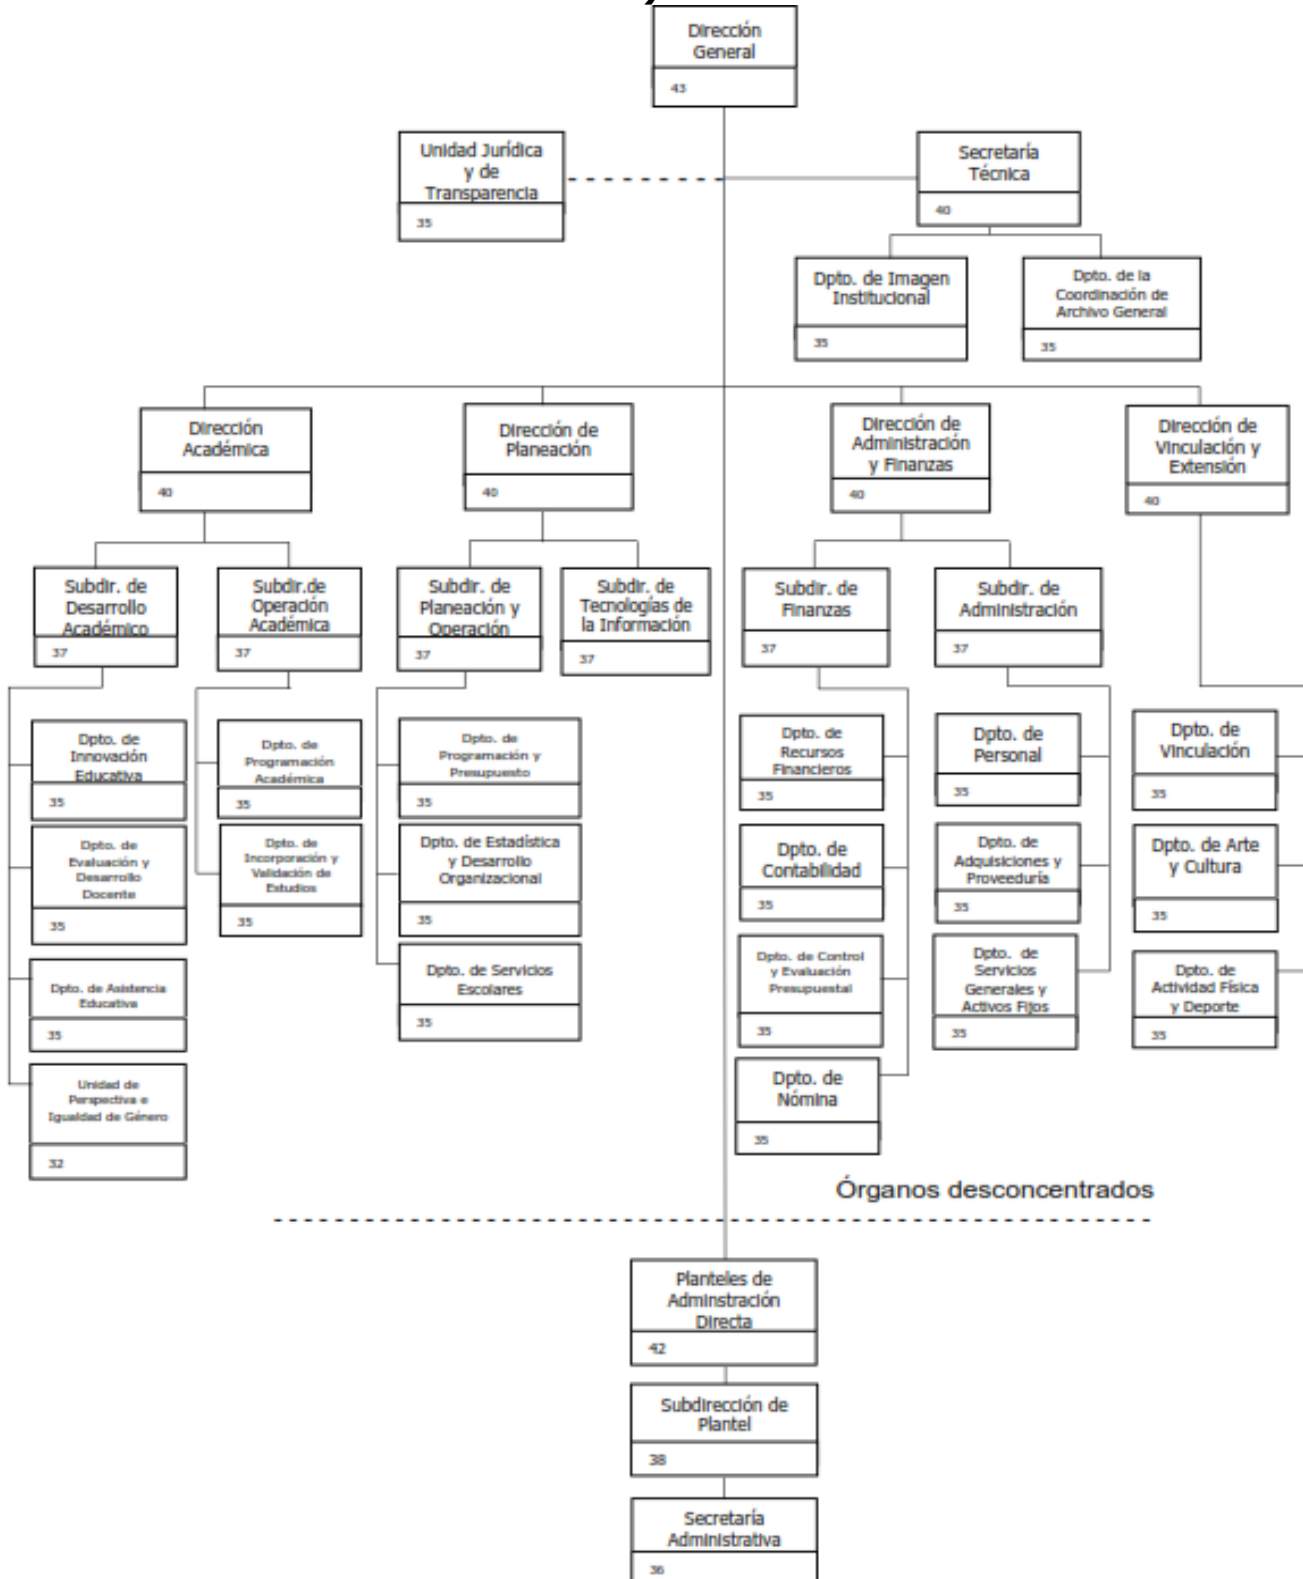 Dirección
General
43
Unidad Jurídica
y de
Transparencia
35
Secretaría
Técnica
40
Dpto. de Imagen
Institucional
35
Dpto. de la
Coordinación de
Archivo General
35
Dirección
Académica
40
Dirección de
Planeación
40
Dirección de
Administración
y Finanzas
40
Dirección de
Vinculación y
Extensión
40
Subdir. de
Desarrollo
Académico
37
Subdir.de
Operación
Académica
37
Subdir. de
Planeación y
Operación
37
Subdir. de
Tecnologías de
la Información
37
Subdir. de
Finanzas
37
Subdir. de
Administración
37
Dpto. de
Innovación
Educativa
35
Dpto. de
Evaluación y
Desarrollo
Docente
35
Dpto. de Asistencia
Educativa
35
Unidad de
Perspectiva e
Igualdad de Género
32
Dpto. de
Programación
Académica
35
Dpto. de
Incorporación y
Validación de
Estudios
35
Dpto. de
Programación y
Presupuesto
35
Dpto. de Estadística
y Desarrollo
Organizacional
35
Dpto. de Servicios
Escolares
35
Dpto. de
Recursos
Financieros
35
Dpto. de
Contabilidad
35
Dpto. de Control
y Evaluación
Presupuestal
35
Dpto. de
Nómina
35
Dpto. de
Personal
35
Dpto. de
Adquisiciones y
Proveeduría
35
Dpto. de
Servicios
Generales y
Activos Fijos
35
Dpto. de
Vinculación
35
Dpto. de Arte
y Cultura
35
Dpto. de
Actividad Física
y Deporte
35
Órganos desconcentrados
Planteles de
Adminstración
Directa
42
Subdirección de
Plantel
38
Secretaría
Administrativa
36